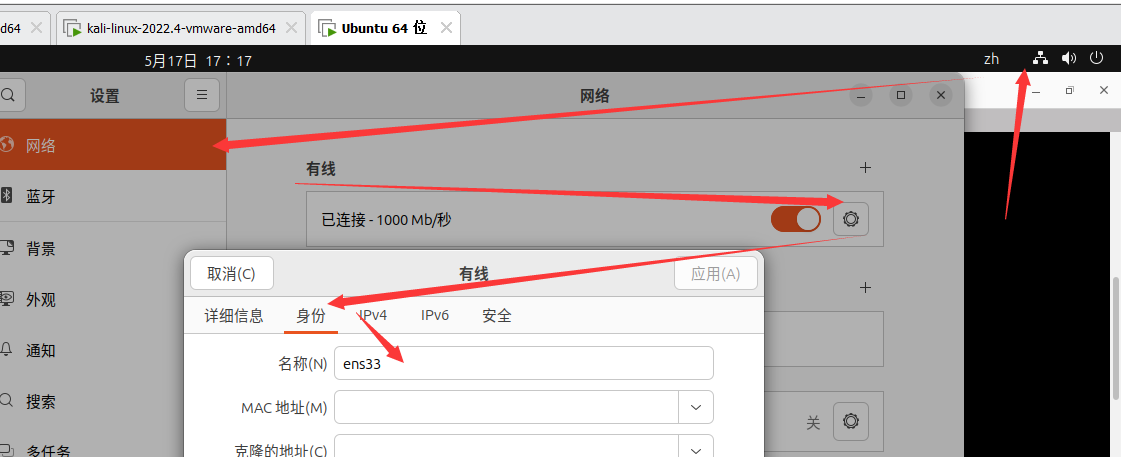 d64
kali-linux-2022.4-vmware-amd64
Ubuntu 64 位
5月17日 17：17
zh
设置
网络
网络
有线
蓝牙
已连接 - 1000 Mb/秒
背景
取消(C)
有线
应用(A)
外观
详细信息
身份
IPv4
IPv6
安全
通知
名称(N)
ens33
搜索
MAC 地址(M)
关
多任务
克隆的地址(C)